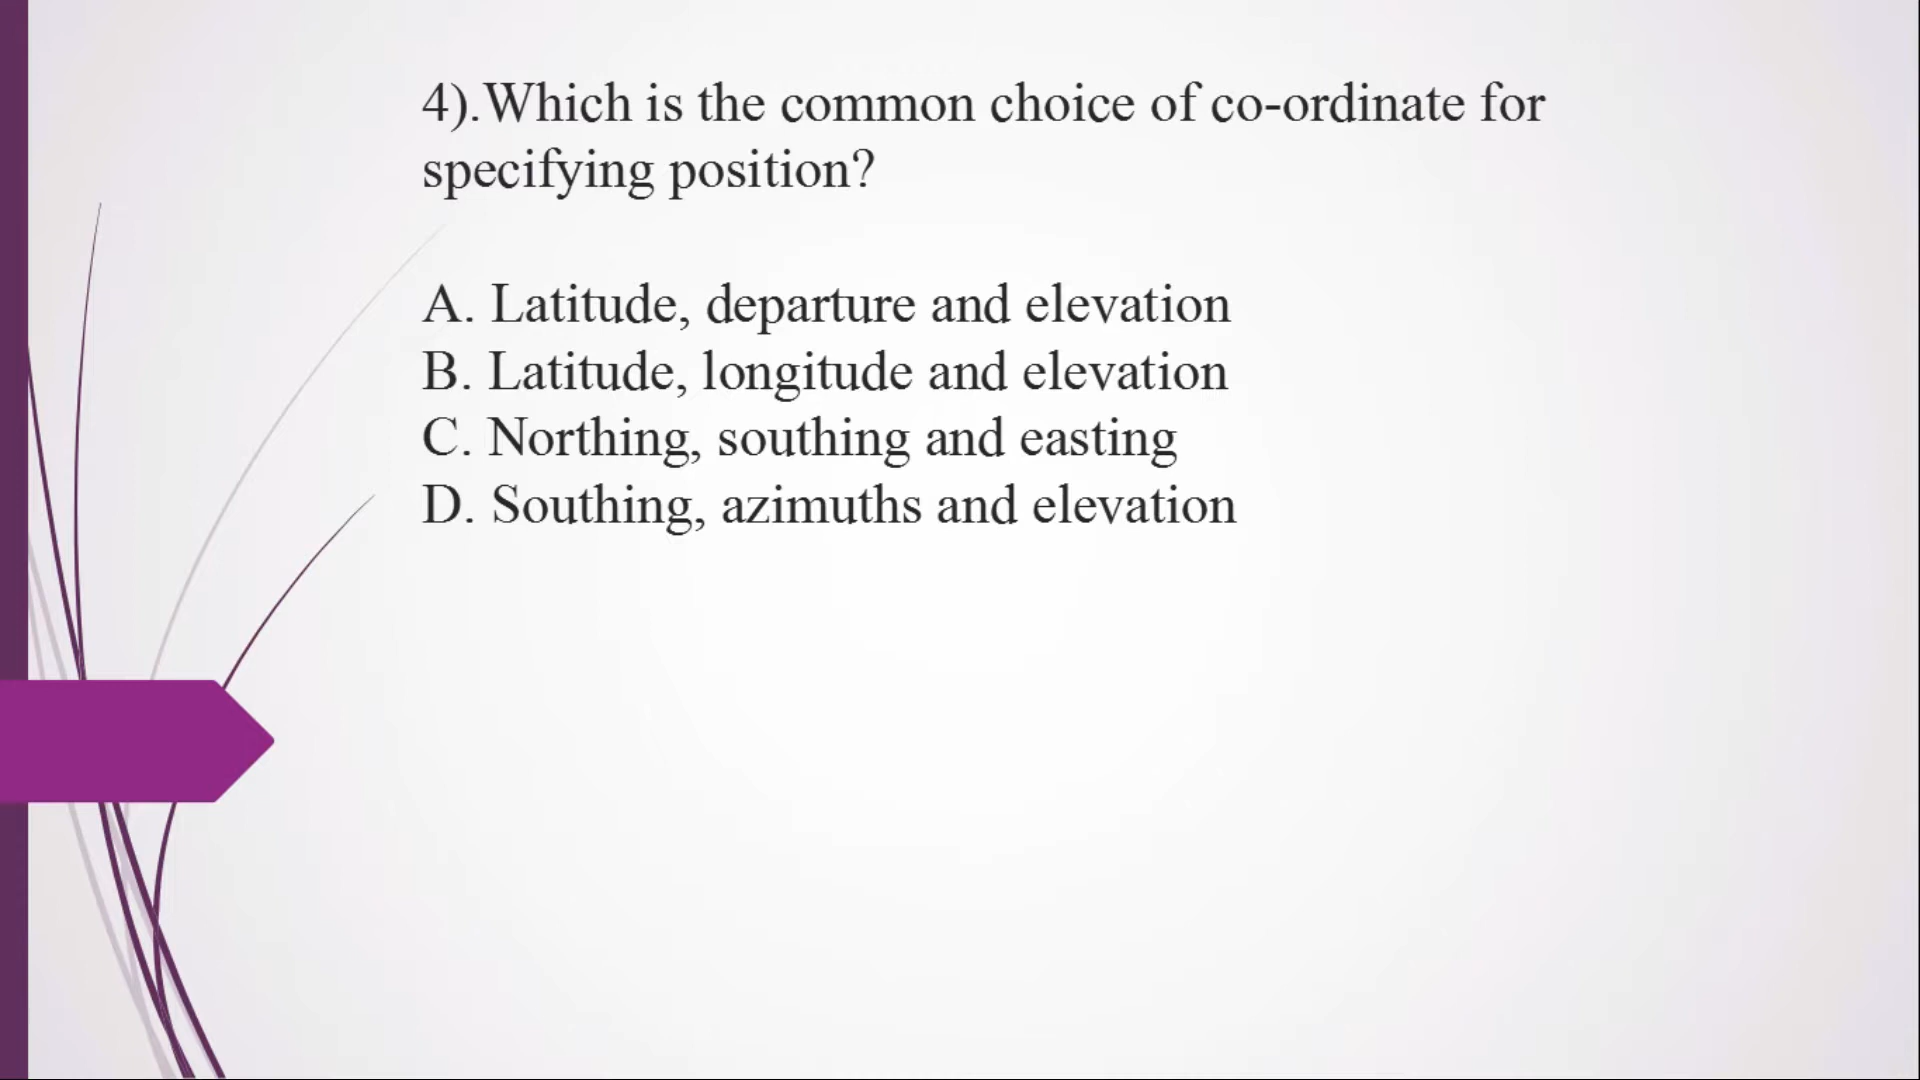 4).Which is the common choice of co-ordinate for
specifying position?
A. Latitude, departure and elevation
B. Latitude, longitude and elevation
C. Northing, southing and easting
D. Southing, azimuths and elevation